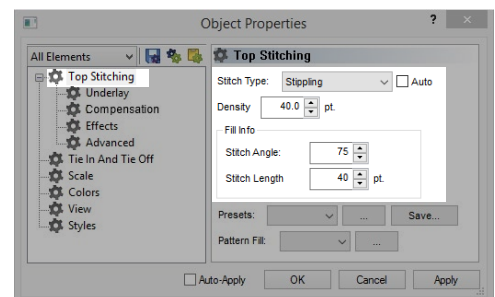 Object Properties ?
All Elements
Top Stitching
Top Stitching
Underlay
Compensation
Effects
Advanced
Tie In And Tie Off
Scale
Colors
View
Styles
Stitch Type: Stippling Auto
Density 40.0 pt.
Fill Info
Stitch Angle: 75
Stitch Length 40 pt.
Presets: ... Save...
Pattern Fill: ...
Auto-Apply OK Cancel Apply